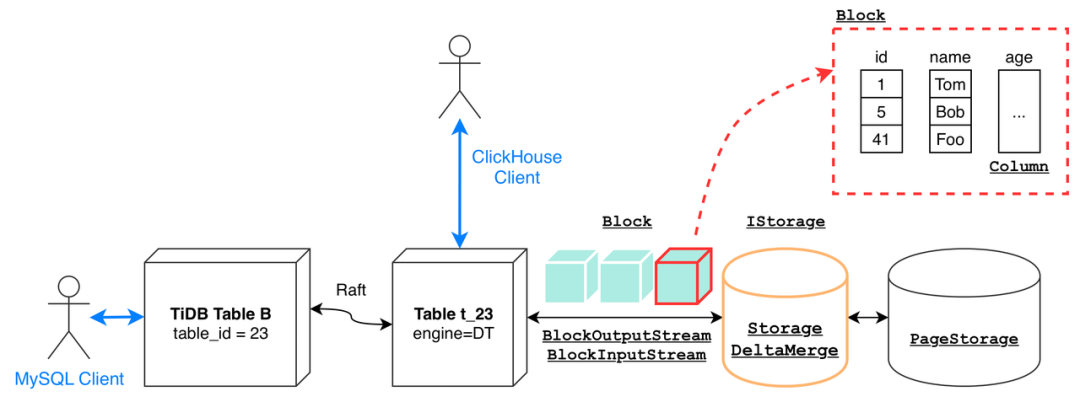 Block
id name age
1 Tom
5 Bob ...
41 Foo
Column
ClickHouse
Client
Block IStorage
TiDB Table B
table_id = 23
Raft
Table t_23
engine=DT
BlockOutputStream
BlockInputStream
Storage
DeltaMerge
PageStorage
MySQL Client